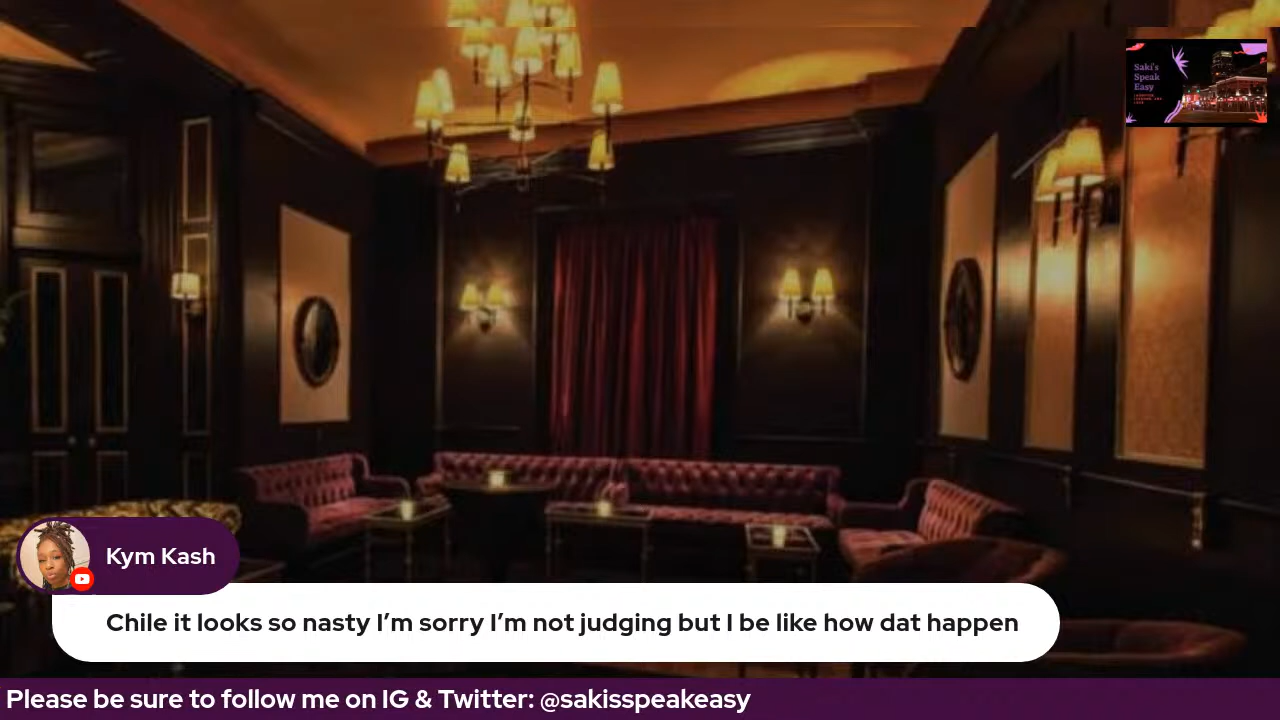 Saki's
Speak
Easy
Kym Kash
Chile it looks so nasty I’m sorry I’m not judging but I be like how dat happen
Please be sure to follow me on IG & Twitter: @sakisspeakeasy